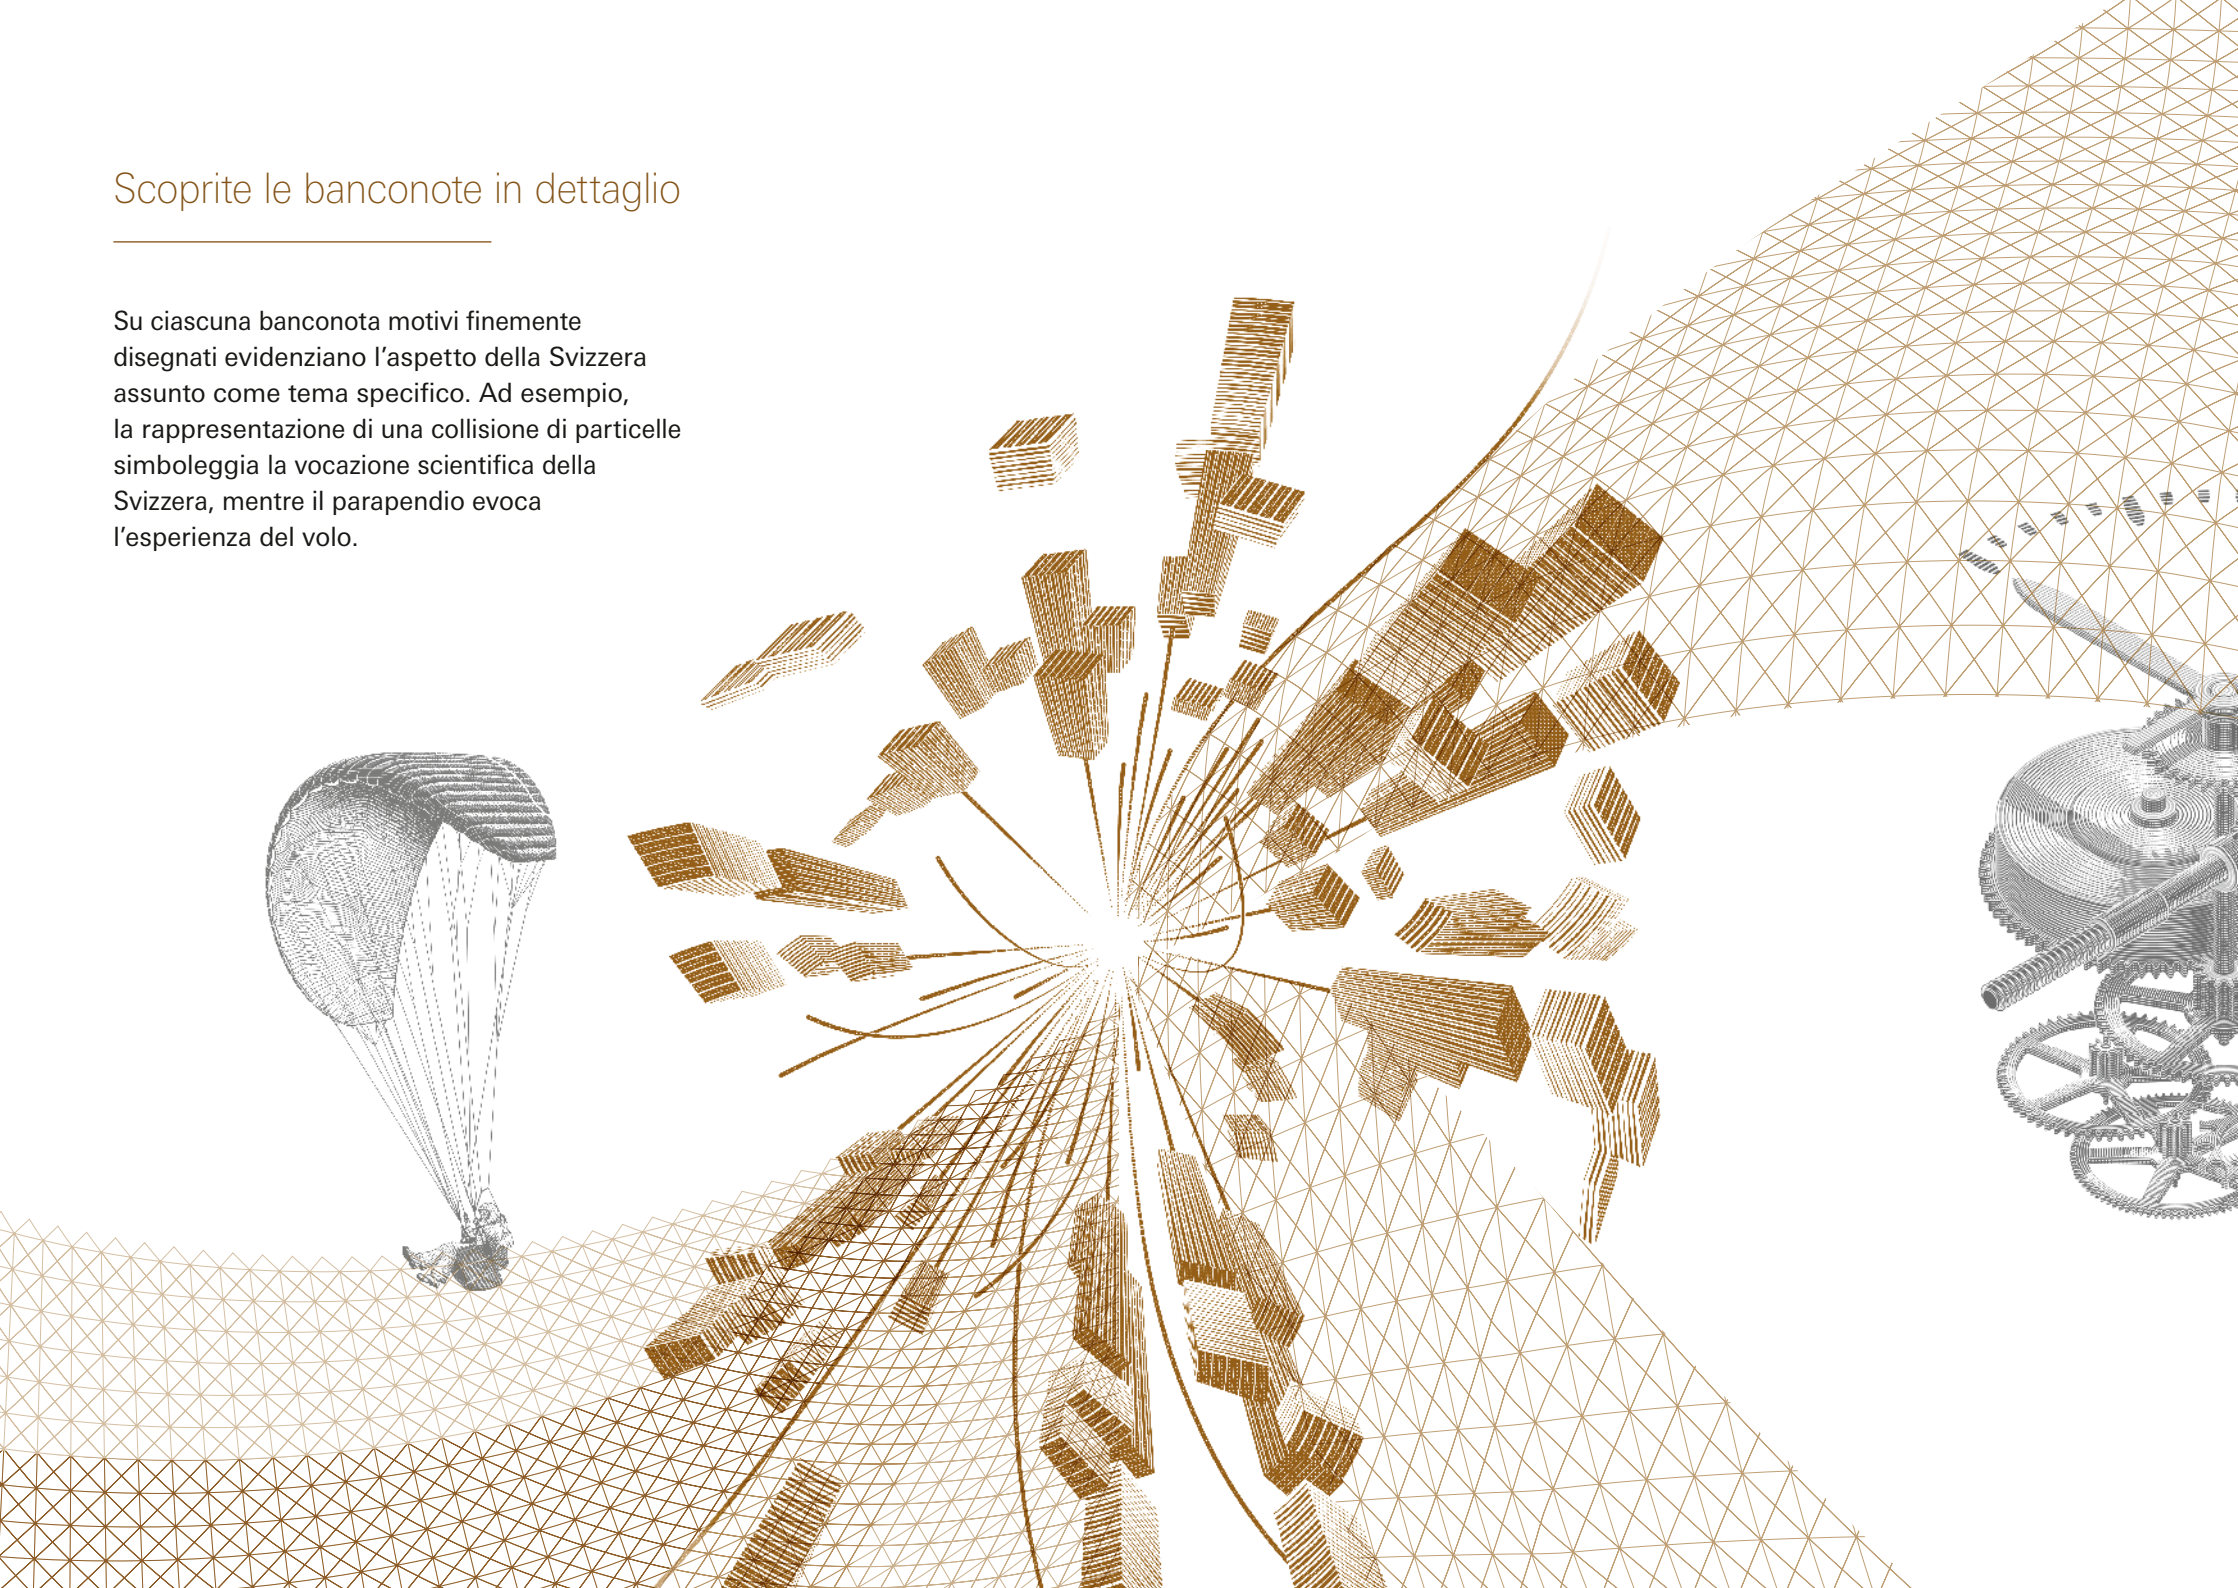 Scoprite le banconote in dettaglio
Su ciascuna banconota motivi finemente
disegnati evidenziano l’aspetto della Svizzera
assunto come tema specifico. Ad esempio,
la rappresentazione di una collisione di particelle
simboleggia la vocazione scientifica della
Svizzera, mentre il parapendio evoca
l’esperienza del volo.